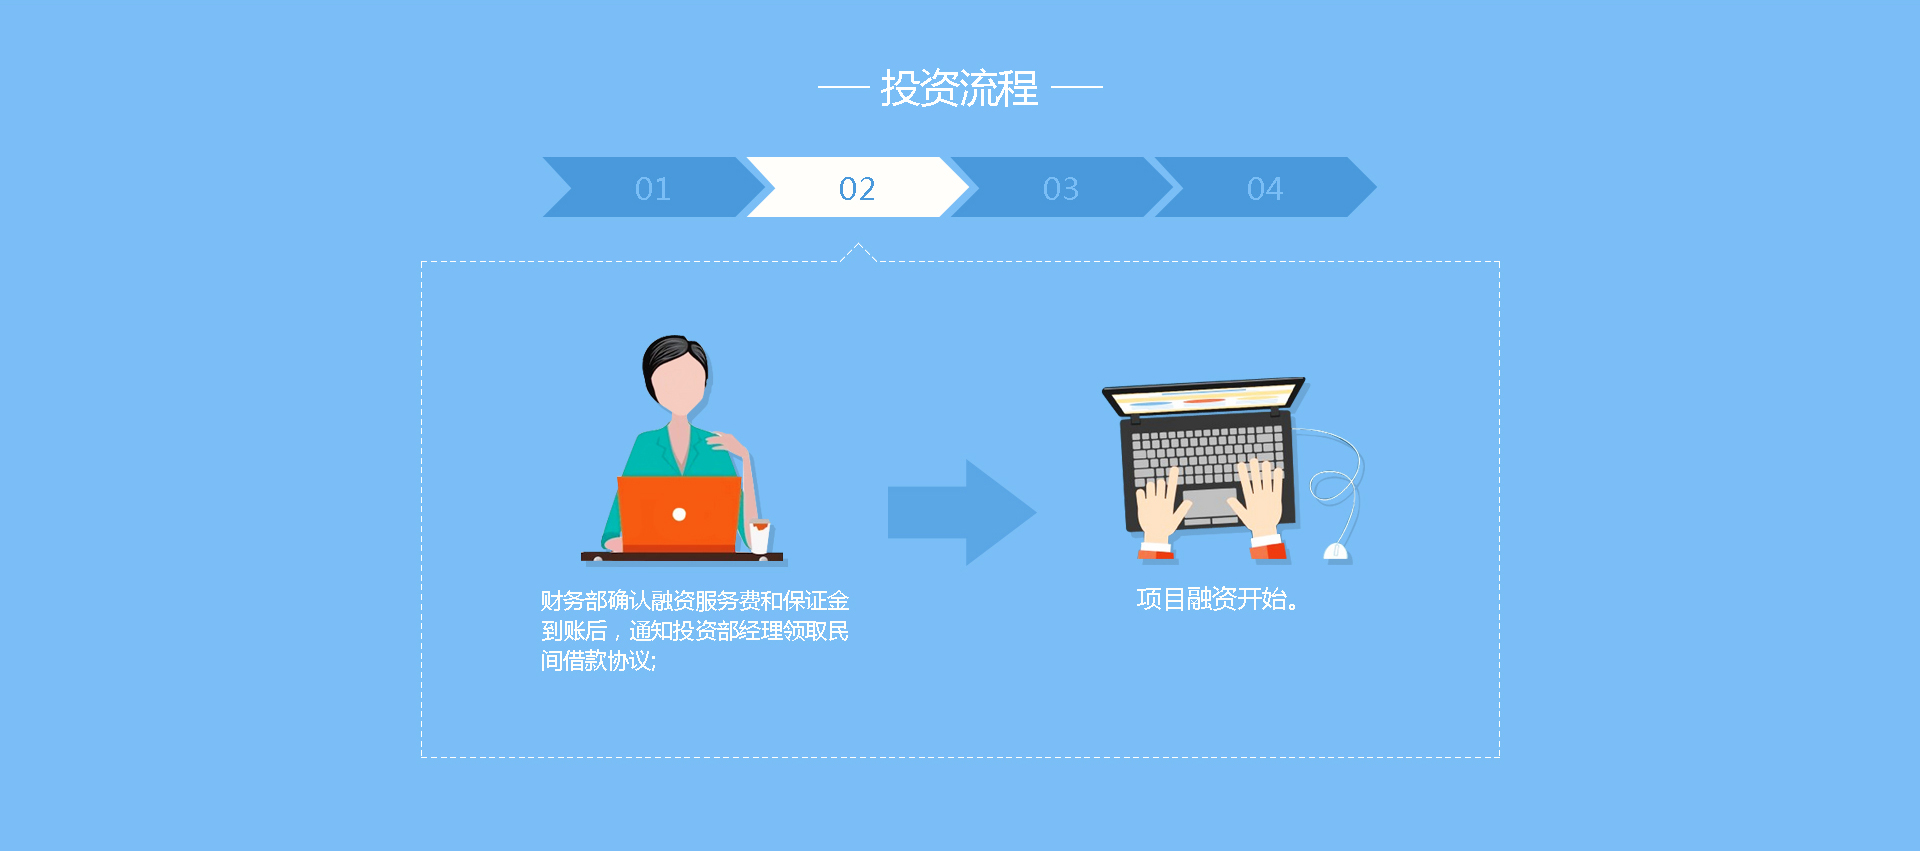 投资流程
01
02
03
04
财务部确认融资服务费和保证金
到账后，通知投资部经理领取民
间借款协议;
项目融资开始。